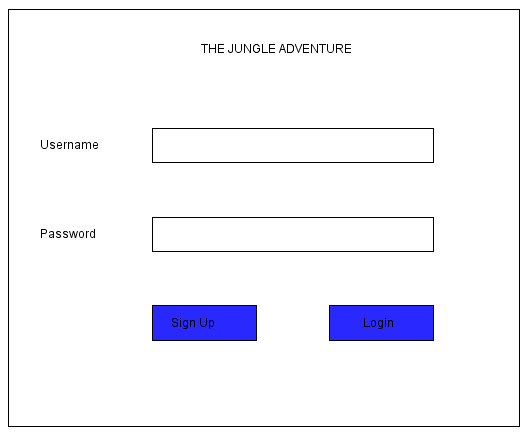 THE JUNGLE ADVENTURE
Username
Password
Sign Up
Login